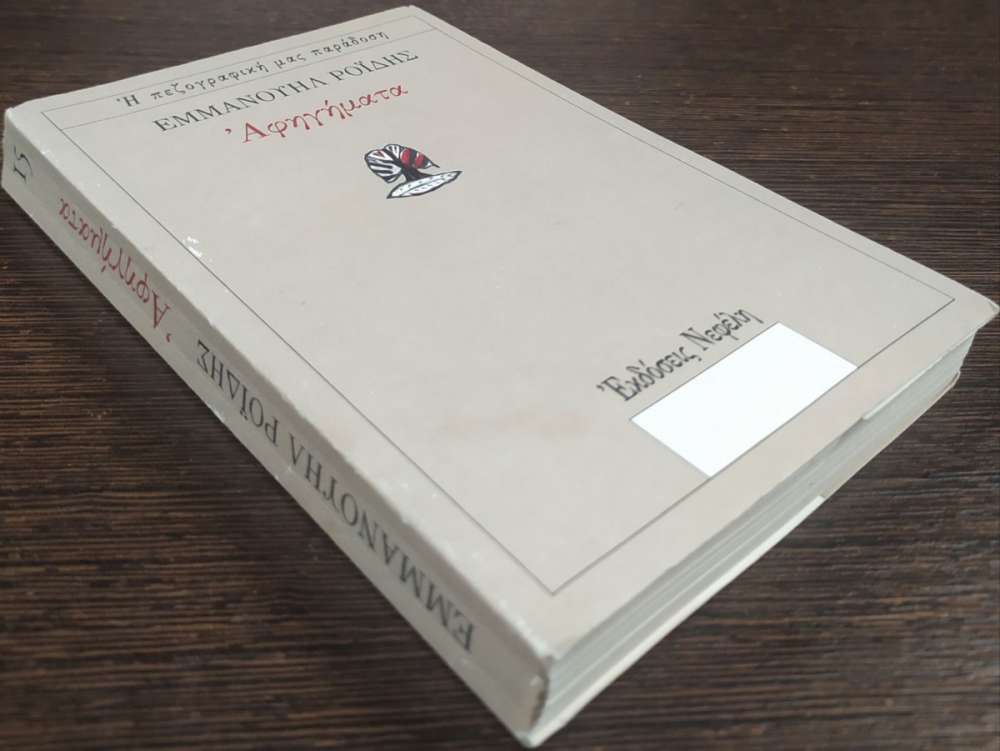 Ἡ πεζογραφική μας παράδοση
ΕΜΜΑΝΟΥΗΛ ΡΟΪΔΗΣ
Ἀφηγήματα
Ἐκδόσεις Νεφέλη
ΕΜΜΑΝΟΥΗΛ ΡΟΪΔΗΣ Ἀφηγήματα 15